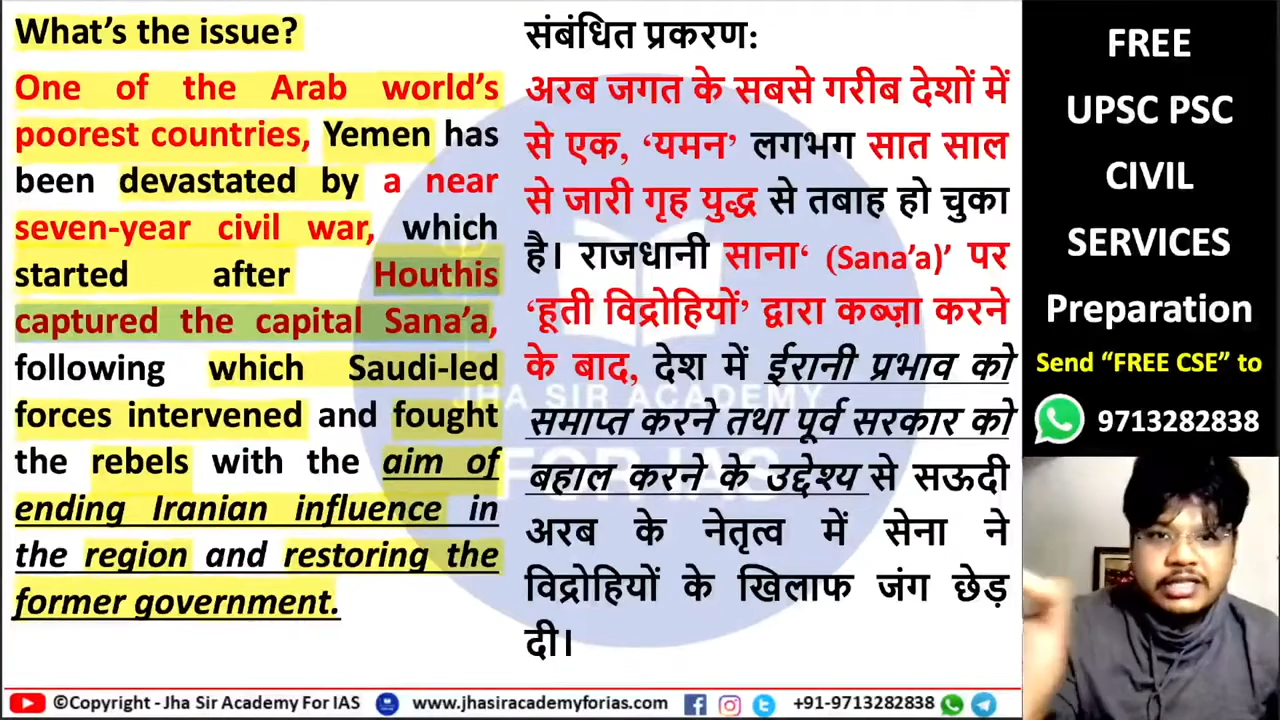 What’s the issue?
One of the Arab world’s
poorest countries, Yemen has
been devastated by a near
seven-year civil war, which
started after Houthis
captured the capital Sana’a,
following which Saudi-led
forces intervened and fought
the rebels with the aim of
ending Iranian influence in
the region and restoring the
former government.
संबंधित प्रकरण:
अरब जगत के सबसे गरीब देशों में
से एक, ‘यमन’ लगभग सात साल
से जारी गृह युद्ध से तबाह हो चुका
है। राजधानी साना‘ (Sana’a)’ पर
‘हूती विद्रोहियों’ द्वारा कब्ज़ा करने
के बाद, देश में ईरानी प्रभाव को
समाप्त करने तथा पूर्व सरकार को
बहाल करने के उद्देश्य से सऊदी
अरब के नेतृत्व में सेना ने
विद्रोहियों के खिलाफ जंग छेड़
दी।
JHA SIR ACADEMY
FOR IAS
FREE
UPSC PSC
CIVIL
SERVICES
Preparation
Send “FREE CSE” to
9713282838
©Copyright - Jha Sir Academy For IAS www.jhasiracademyforias.com +91-9713282838